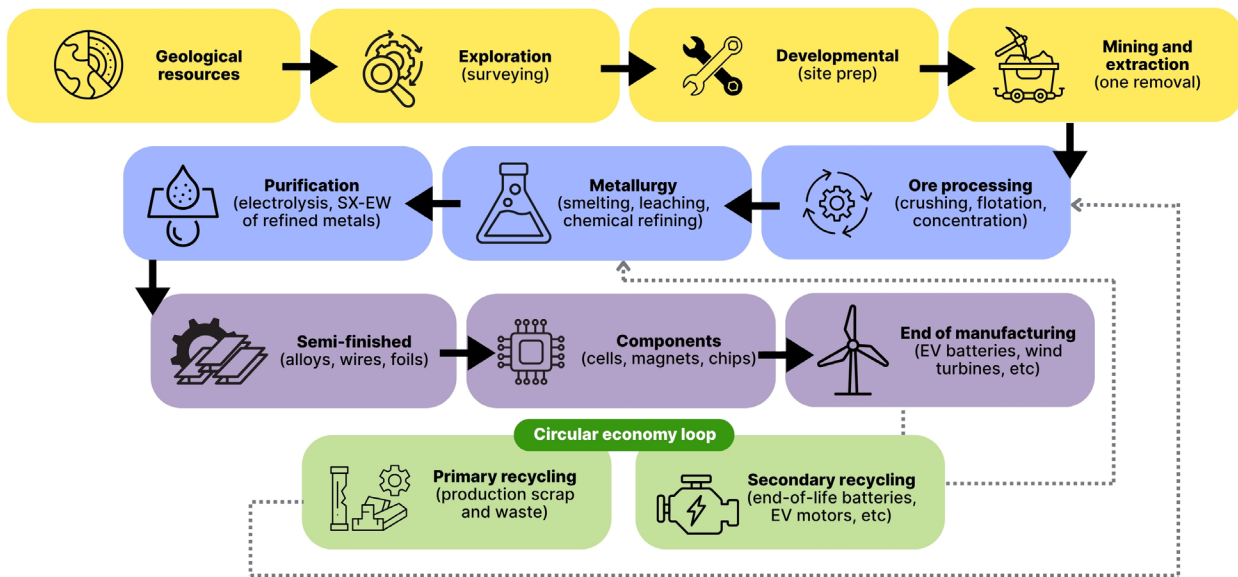 Geological
resources
Exploration
(surveying)
Developmental
(site prep)
Mining and
extraction
(one removal)
Purification
(electrolysis, SX-EW
of refined metals)
Metallurgy
(smelting, leaching,
chemical refining)
Ore processing
(crushing, flotation,
concentration)
Semi-finished
(alloys, wires, foils)
Components
(cells, magnets, chips)
End of manufacturing
(EV batteries, wind
turbines, etc)
Circular economy loop
Primary recycling
(production scrap
and waste)
Secondary recycling
(end-of-life batteries,
EV motors, etc)